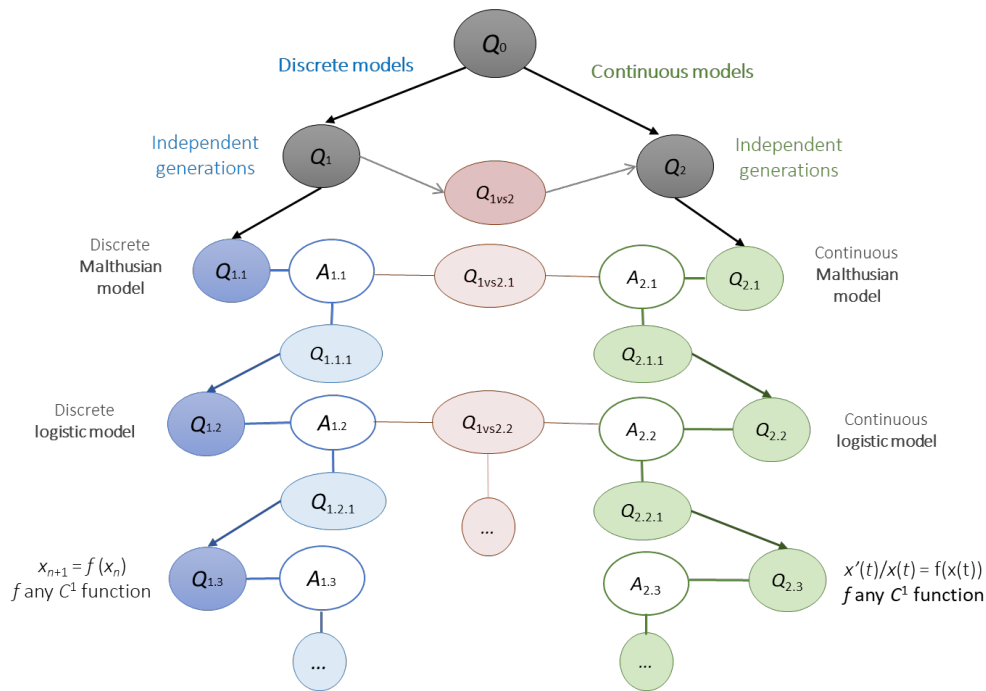 Q0
Discrete models
Continuous models
Independent
generations
Q1
Q1vs2
Q2
Independent
generations
Discrete
Malthusian
model
Q1.1
A1.1
Q1vs2.1
A2.1
Q2.1
Continuous
Malthusian
model
Q1.1.1
Q2.1.1
Discrete
logistic model
Q1.2
A1.2
Q1vs2.2
A2.2
Q2.2
Continuous
logistic model
Q1.2.1
...
Q2.2.1
xn+1 = f (xn)
f any C1 function
Q1.3
A1.3
A2.3
Q2.3
x'(t)/x(t) = f(x(t))
f any C1 function
...
...